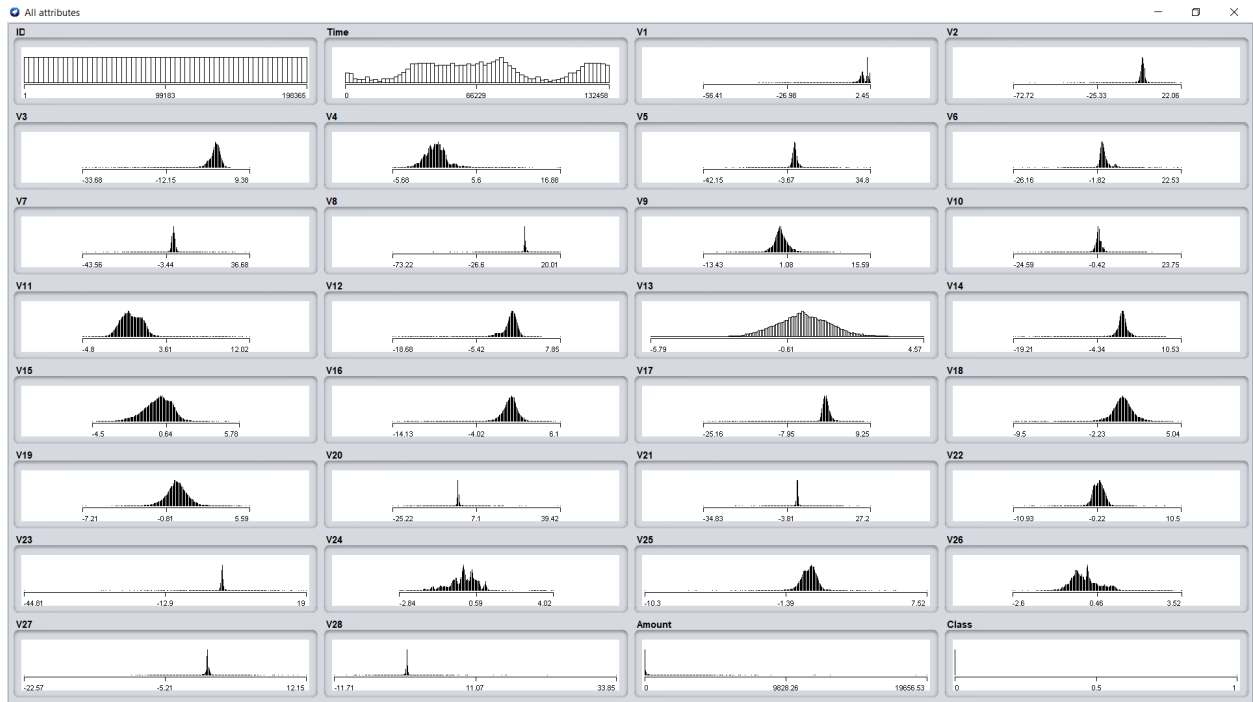 All attributes
ID Time V1 V2
1 99183 198365 0 66229 132458 -56.41 -26.98 2.45 -72.72 -25.33 22.06
V3 V4 V5 V6
-33.68 -12.15 9.38 -5.68 5.6 16.88 -42.15 -3.67 34.8 -26.16 -1.82 22.53
V7 V8 V9 V10
-43.56 -3.44 36.68 -73.22 -26.6 20.01 -13.43 1.08 15.59 -24.59 -0.42 23.75
V11 V12 V13 V14
-4.8 3.61 12.02 -18.68 -5.42 7.85 -5.79 -0.61 4.57 -19.21 -4.34 10.53
V15 V16 V17 V18
-4.5 0.64 5.78 -14.13 -4.02 6.1 -25.16 -7.95 9.25 -9.5 -2.23 5.04
V19 V20 V21 V22
-7.21 -0.81 5.59 -25.22 7.1 39.42 -34.83 -3.81 27.2 -10.93 -0.22 10.5
V23 V24 V25 V26
-44.81 -12.9 19 -2.84 0.59 4.02 -10.3 -1.39 7.52 -2.6 0.46 3.52
V27 V28 Amount Class
-22.57 -5.21 12.15 -11.71 11.07 33.85 0 9828.26 19656.53 0 0.5 1